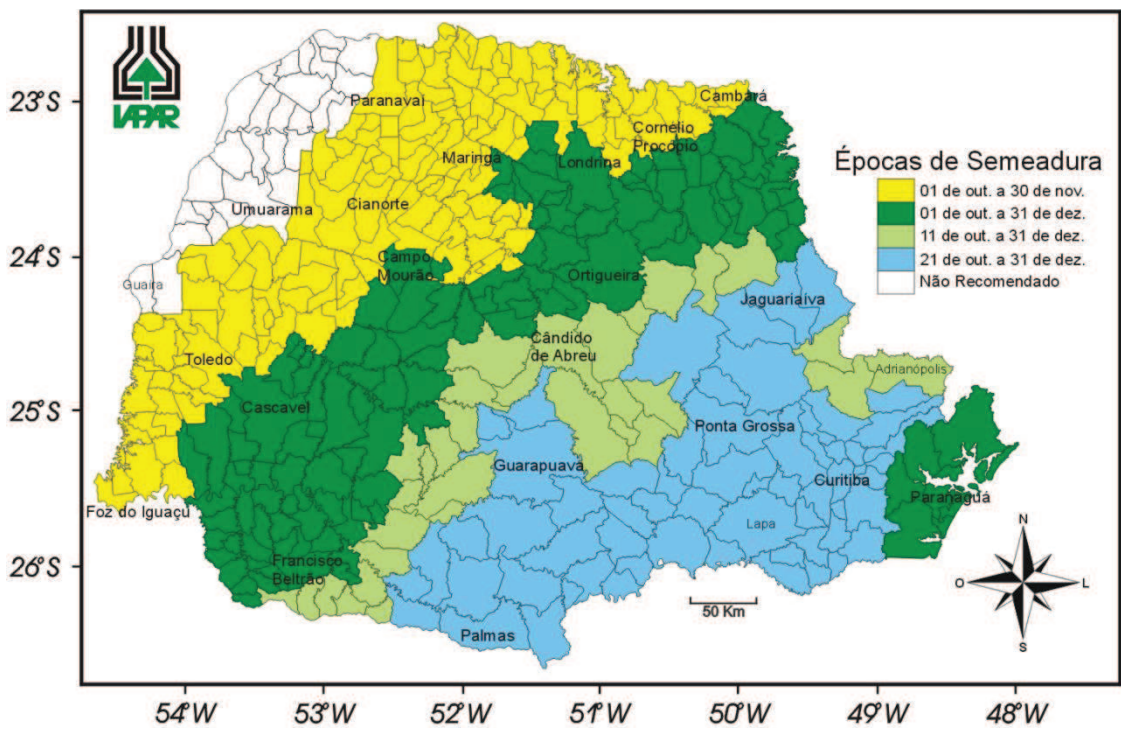 IAPAR
23°S
24°S
25°S
26°S
Paranavaí
Cambará
Cornélio
Procópio
Maringá
Londrina
Umuarama
Cianorte
Campo
Mourão
Ortigueira
Guaíra
Jaguariaíva
Toledo
Cândido
de Abreu
Adrianópolis
Cascavel
Ponta Grossa
Guarapuava
Curitiba
Paranaguá
Foz do Iguaçu
Lapa
Francisco
Beltrão
Palmas
Épocas de Semeadura
01 de out. a 30 de nov.
01 de out. a 31 de dez.
11 de out. a 31 de dez.
21 de out. a 31 de dez.
Não Recomendado
50 Km
N
O
L
S
54°W
53°W
52°W
51°W
50°W
49°W
48°W